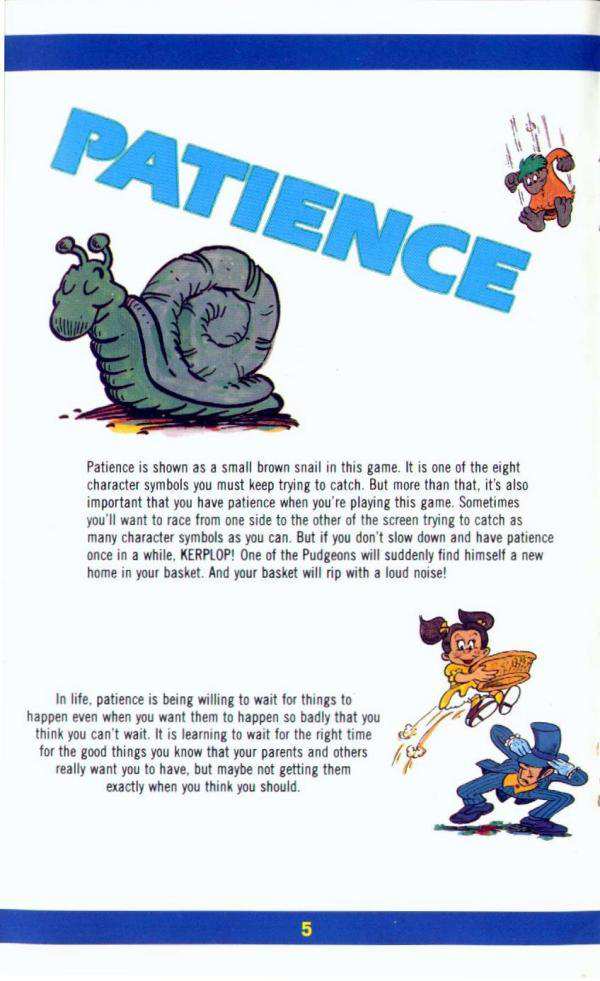 PATIENCE
Patience is shown as a small brown snail in this game. It is one of the eight
character symbols you must keep trying to catch. But more than that, it's also
important that you have patience when you're playing this game. Sometimes
you'll want to race from one side to the other of the screen trying to catch as
many character symbols as you can. But if you don't slow down and have patience
once in a while, KERPLOP! One of the Pudgeons will suddenly find himself a new
home in your basket. And your basket will rip with a loud noise!
In life, patience is being willing to wait for things to
happen even when you want them to happen so badly that you
think you can't wait. It is learning to wait for the right time
for the good things you know that your parents and others
really want you to have, but maybe not getting them
exactly when you think you should.
5